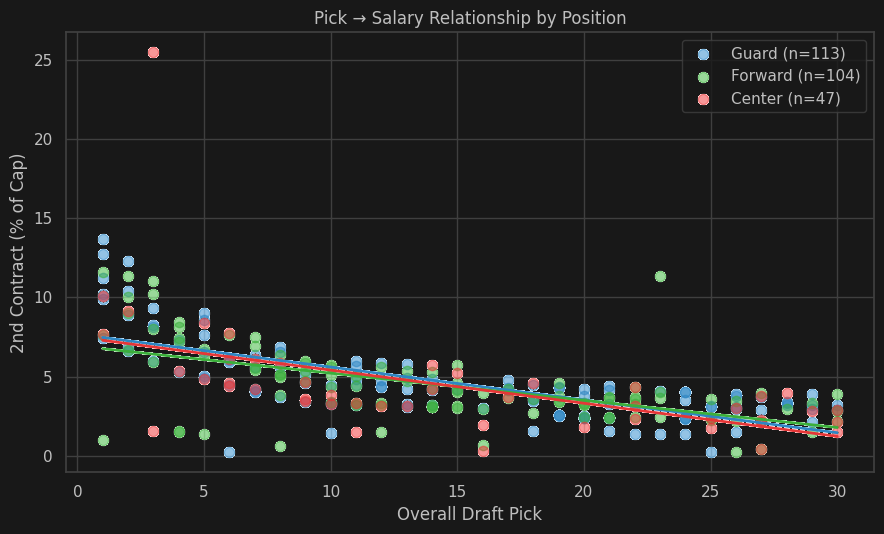 Pick → Salary Relationship by Position
Guard (n=113)
Forward (n=104)
Center (n=47)
2nd Contract (% of Cap)
25
20
15
10
5
0
0
5
10
15
20
25
30
Overall Draft Pick